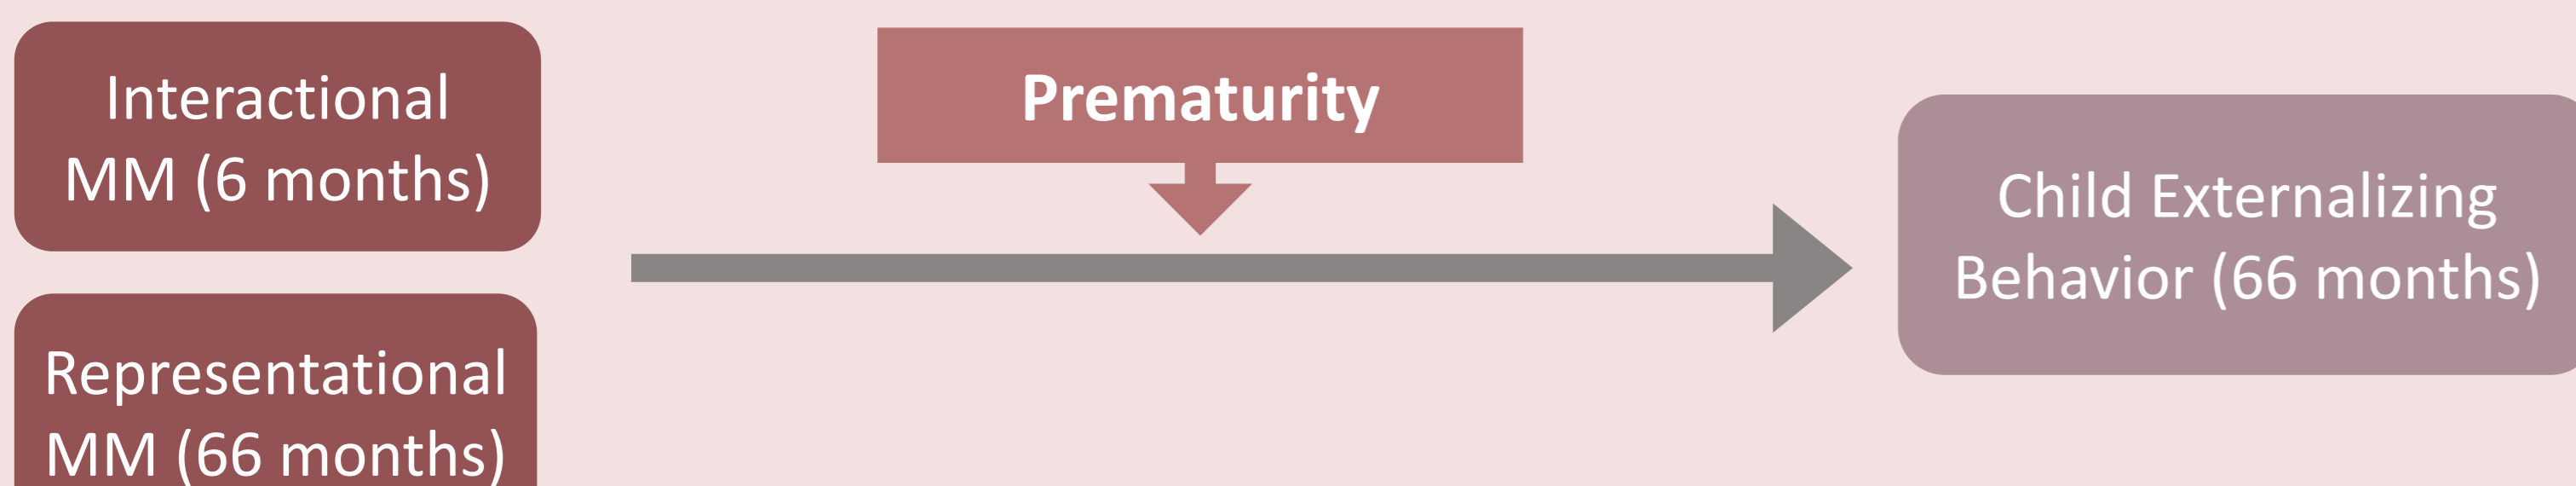 Interactional
MM (6 months)
Prematurity
Child Externalizing
Behavior (66 months)
Representational
MM (66 months)